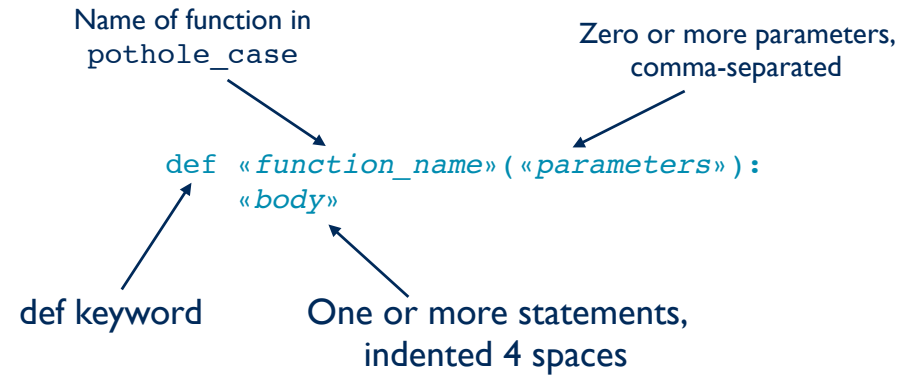 Name of function in
pothole_case
Zero or more parameters,
comma-separated
def «function_name»(«parameters»):
«body»
def keyword
One or more statements,
indented 4 spaces